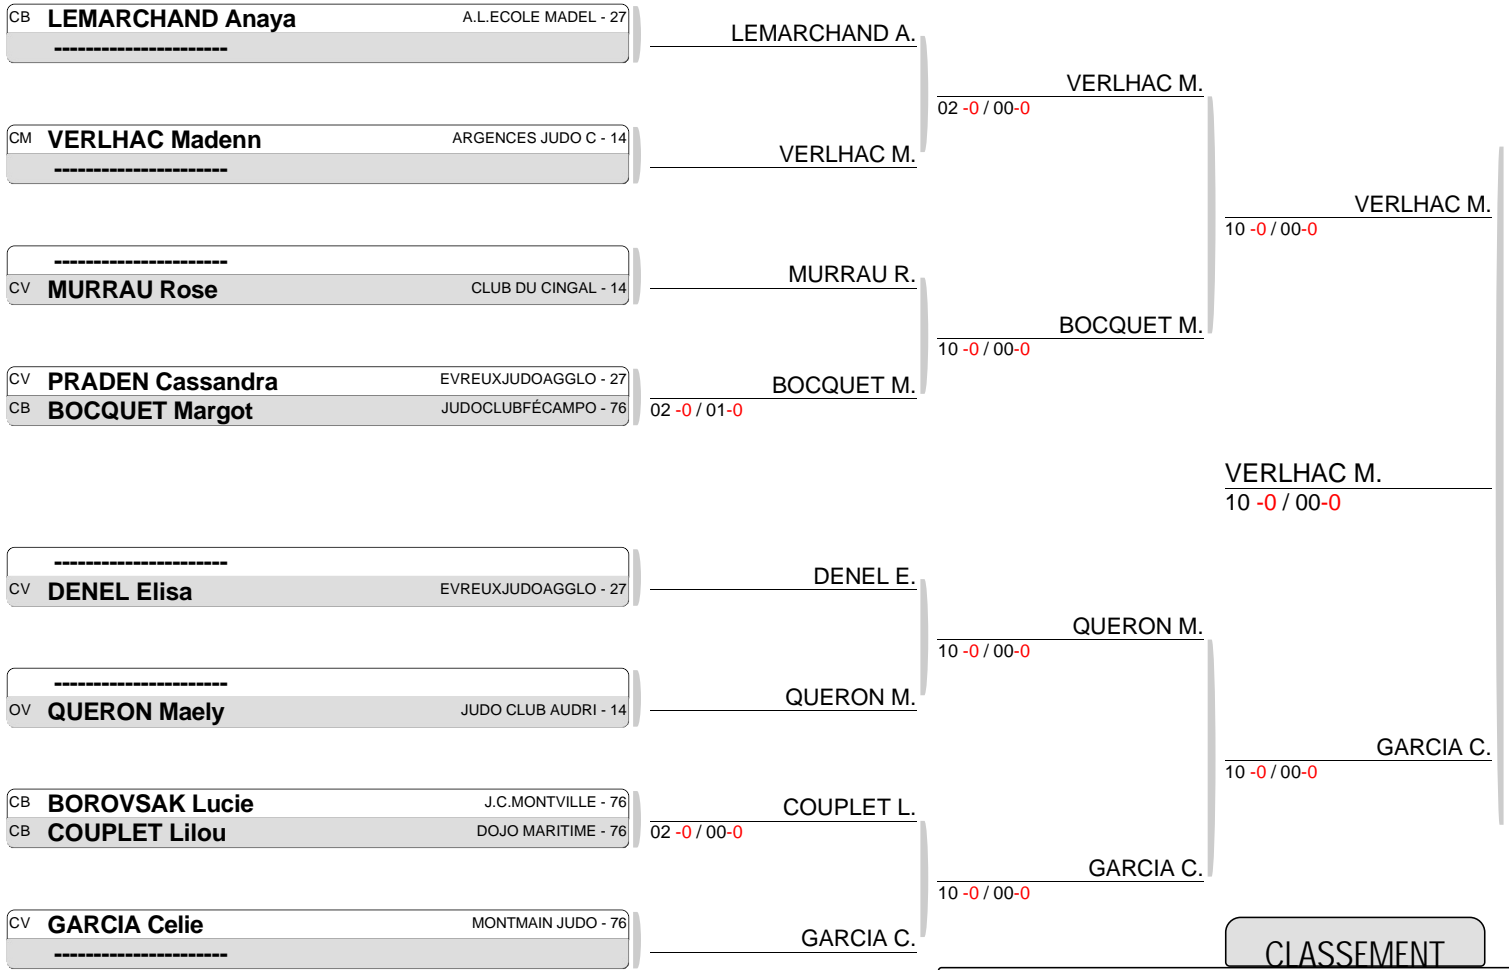 CB LEMARCHAND Anaya A.L.ECOLE MADEL - 27
----------------------
LEMARCHAND A.
VERLHAC M.
02 -0 / 00-0
CM VERLHAC Madenn ARGENCES JUDO C - 14
----------------------
VERLHAC M.
VERLHAC M.
10 -0 / 00-0
----------------------
CV MURRAU Rose CLUB DU CINGAL - 14
MURRAU R.
BOCQUET M.
10 -0 / 00-0
CV PRADEN Cassandra EVREUXJUDOAGGLO - 27
CB BOCQUET Margot JUDOCLUBFÉCAMPO - 76
BOCQUET M.
02 -0 / 01-0
VERLHAC M.
10 -0 / 00-0
----------------------
CV DENEL Elisa EVREUXJUDOAGGLO - 27
DENEL E.
QUERON M.
10 -0 / 00-0
----------------------
OV QUERON Maely JUDO CLUB AUDRI - 14
QUERON M.
GARCIA C.
10 -0 / 00-0
CB BOROVSAK Lucie J.C.MONTVILLE - 76
CB COUPLET Lilou DOJO MARITIME - 76
COUPLET L.
02 -0 / 00-0
GARCIA C.
10 -0 / 00-0
CV GARCIA Celie MONTMAIN JUDO - 76
----------------------
GARCIA C.
CLASSEMENT